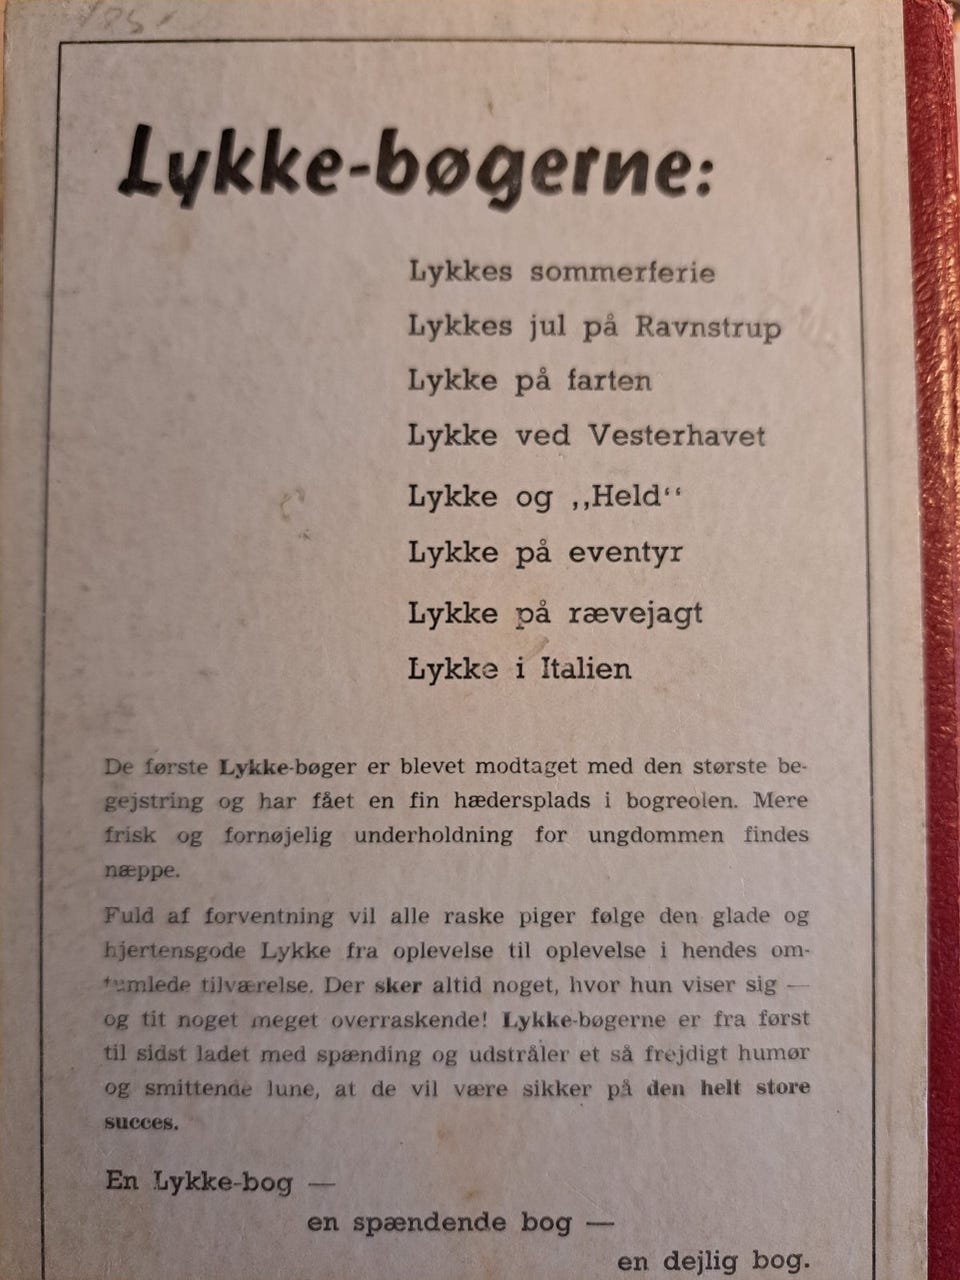 Lykke-bøgerne:
Lykkes sommerferie
Lykkes jul på Ravnstrup
Lykke på farten
Lykke ved Vesterhavet
Lykke og ,,Held“
Lykke på eventyr
Lykke på rævejagt
Lykke i Italien
De første Lykke-bøger er blevet modtaget med den største be-
gejstring og har fået en fin hædersplads i bogreolen. Mere
frisk og fornøjelig underholdning for ungdommen findes
næppe.
Fuld af forventning vil alle raske piger følge den glade og
hjertensgode Lykke fra oplevelse til oplevelse i hendes om-
tumlede tilværelse. Der sker altid noget, hvor hun viser sig —
og tit noget meget overraskende! Lykke-bøgerne er fra først
til sidst ladet med spænding og udstråler et så frejdigt humør
og smittende lune, at de vil være sikker på den helt store
succes.
En Lykke-bog —
en spændende bog —
en dejlig bog.